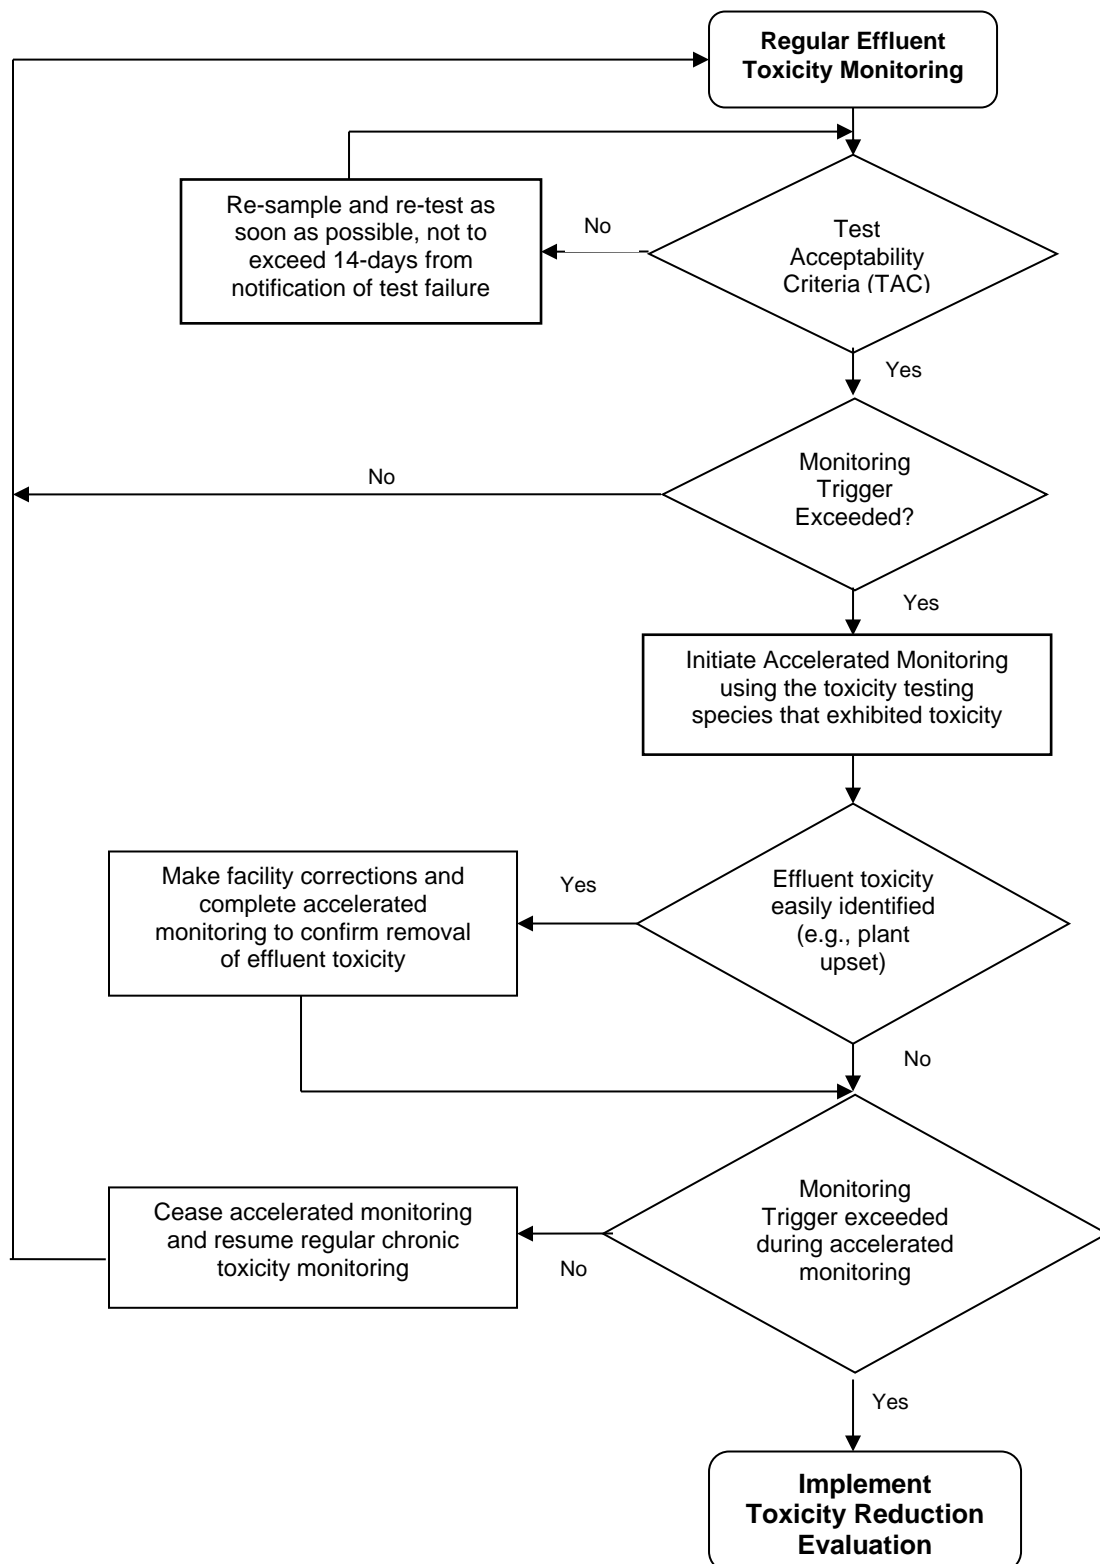 Regular Effluent
Toxicity Monitoring
Re-sample and re-test as
soon as possible, not to
exceed 14-days from
notification of test failure
No
Test
Acceptability
Criteria (TAC)
Yes
Monitoring
Trigger
Exceeded?
No
Yes
Initiate Accelerated Monitoring
using the toxicity testing
species that exhibited toxicity
Make facility corrections and
complete accelerated
monitoring to confirm removal
of effluent toxicity
Yes
Effluent toxicity
easily identified
(e.g., plant
upset)
No
Cease accelerated monitoring
and resume regular chronic
toxicity monitoring
No
Monitoring
Trigger exceeded
during accelerated
monitoring
Yes
Implement
Toxicity Reduction
Evaluation